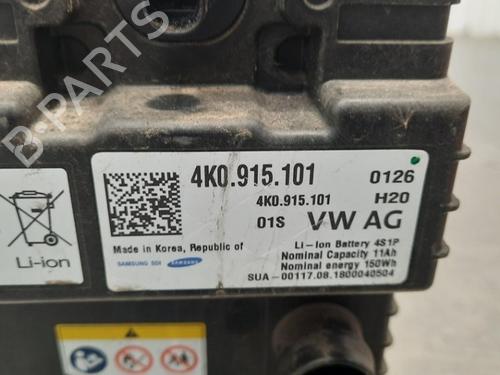 4K0.915.101 0126
4K0.915.101 H20
01S VW AG
Made in Korea, Republic of
SAMSUNG SDI SAMSUNG
Li-Ion Battery 4S1P
Nominal Capacity 11Ah
Nominal energy 150Wh
SUA-00117.08.1800040504
Li-ion